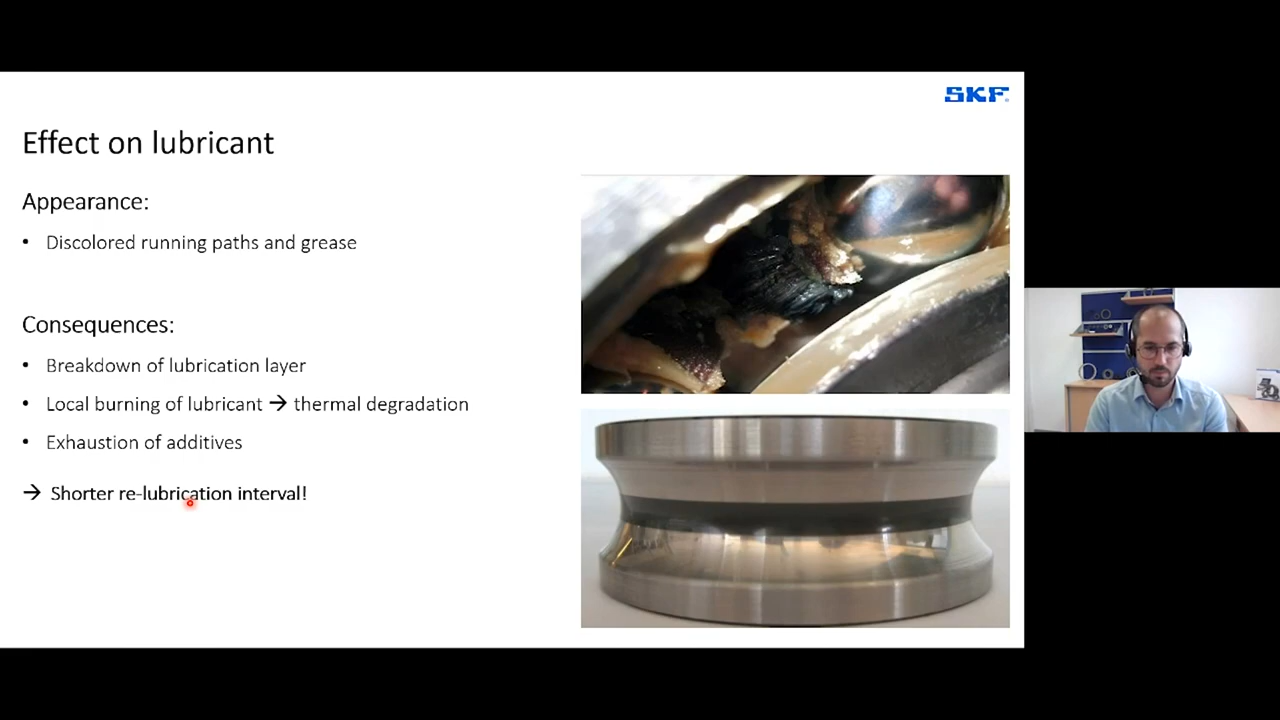 SKF
Effect on lubricant
Appearance:
• Discolored running paths and grease
Consequences:
• Breakdown of lubrication layer
• Local burning of lubricant → thermal degradation
• Exhaustion of additives
→ Shorter re-lubrication interval!